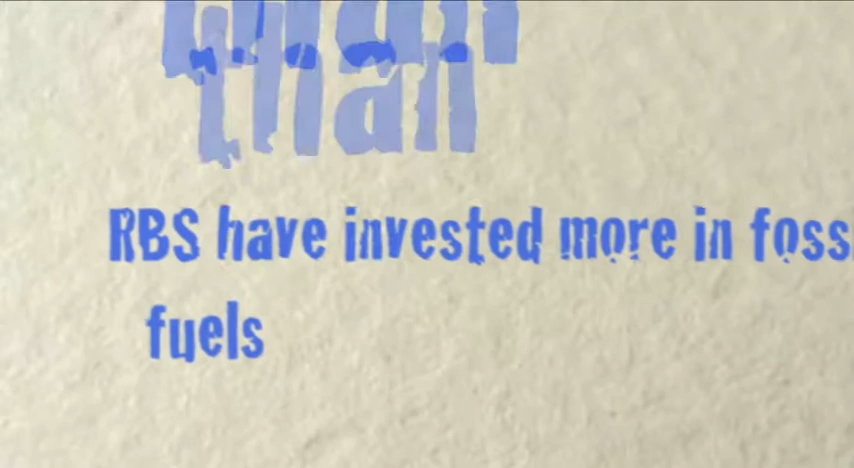 than
RBS have invested more in foss
fuels